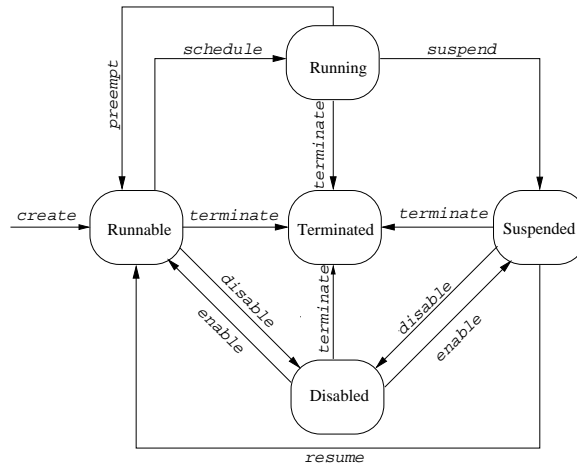 schedule
suspend
Running
preempt
terminate
create
Runnable
terminate
Terminated
terminate
Suspended
disable
enable
terminate
disable
enable
Disabled
resume